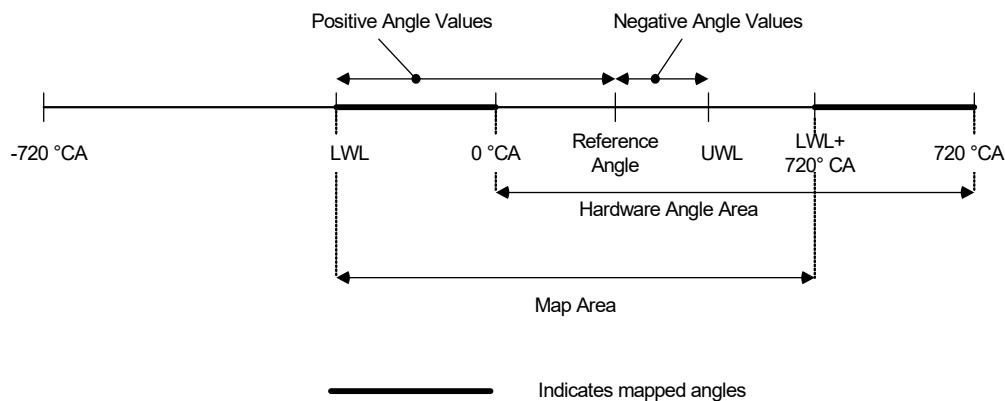 Positive Angle Values
Negative Angle Values
-720 °CA
LWL
0 °CA
Reference
Angle
UWL
LWL+
720° CA
720 °CA
Hardware Angle Area
Map Area
Indicates mapped angles